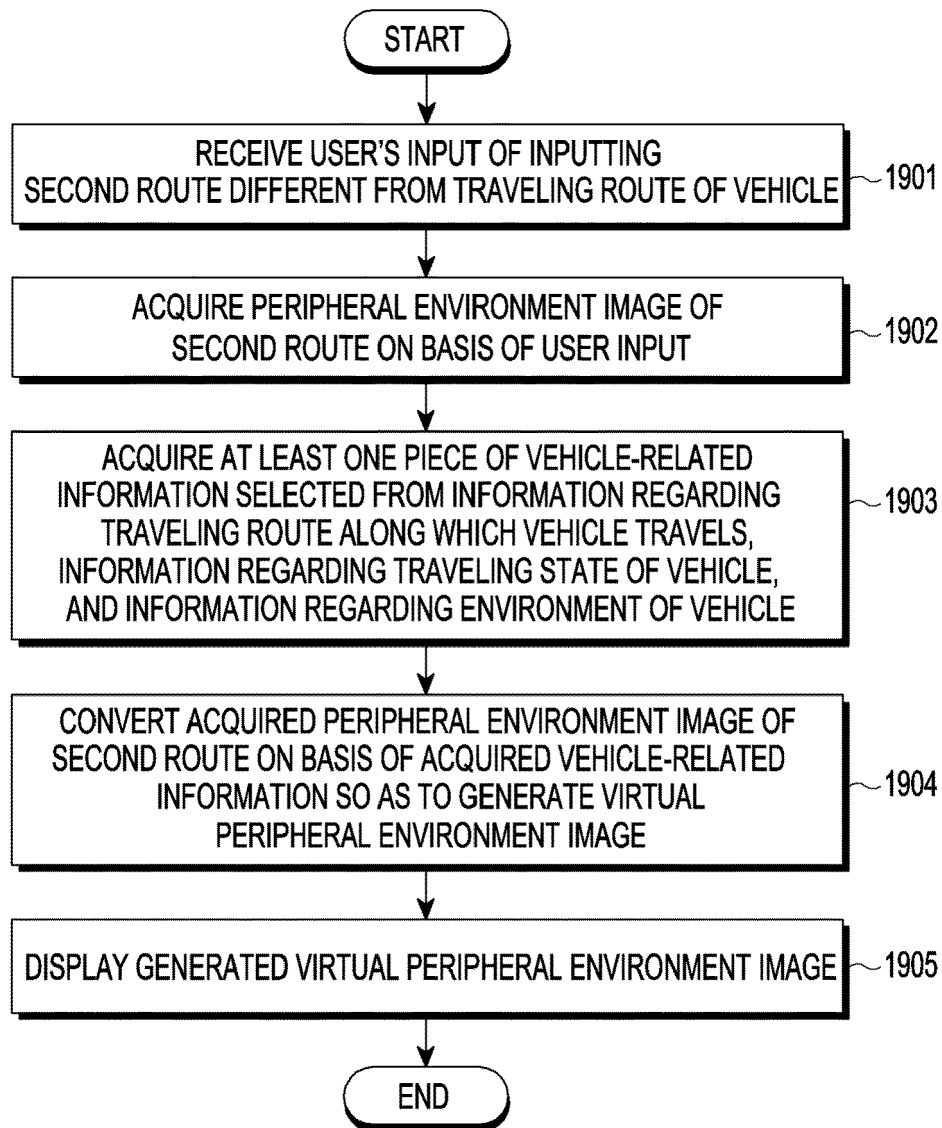 START
RECEIVE USER'S INPUT OF INPUTTING
SECOND ROUTE DIFFERENT FROM TRAVELING ROUTE OF VEHICLE
1901
ACQUIRE PERIPHERAL ENVIRONMENT IMAGE OF
SECOND ROUTE ON BASIS OF USER INPUT
1902
ACQUIRE AT LEAST ONE PIECE OF VEHICLE-RELATED
INFORMATION SELECTED FROM INFORMATION REGARDING
TRAVELING ROUTE ALONG WHICH VEHICLE TRAVELS,
INFORMATION REGARDING TRAVELING STATE OF VEHICLE,
AND INFORMATION REGARDING ENVIRONMENT OF VEHICLE
1903
CONVERT ACQUIRED PERIPHERAL ENVIRONMENT IMAGE OF
SECOND ROUTE ON BASIS OF ACQUIRED VEHICLE-RELATED
INFORMATION SO AS TO GENERATE VIRTUAL
PERIPHERAL ENVIRONMENT IMAGE
1904
DISPLAY GENERATED VIRTUAL PERIPHERAL ENVIRONMENT IMAGE
1905
END